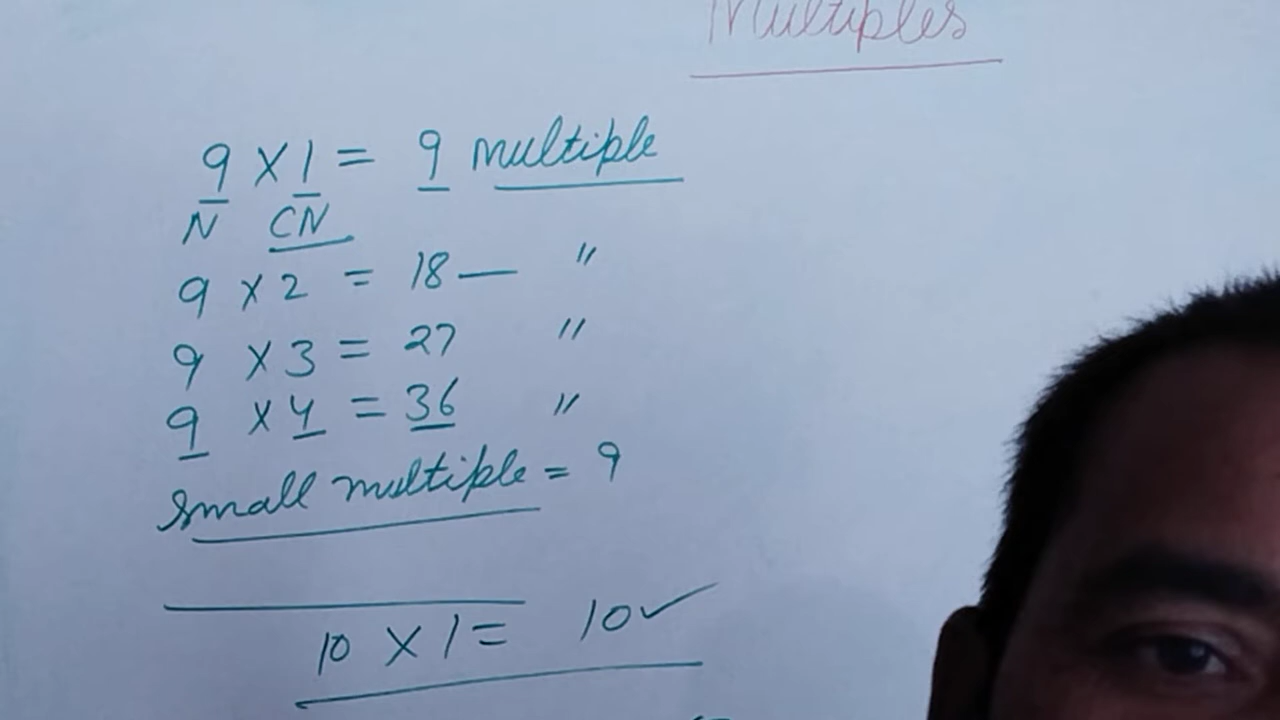 Multiples
9 X 1 = 9 multiple
N CN
9 X 2 = 18 — "
9 X 3 = 27 "
9 X 4 = 36 "
Small multiple = 9
10 X 1 = 10 ✓